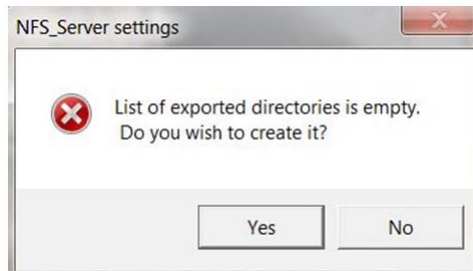 NFS_Server settings
List of exported directories is empty.
Do you wish to create it?
Yes
No